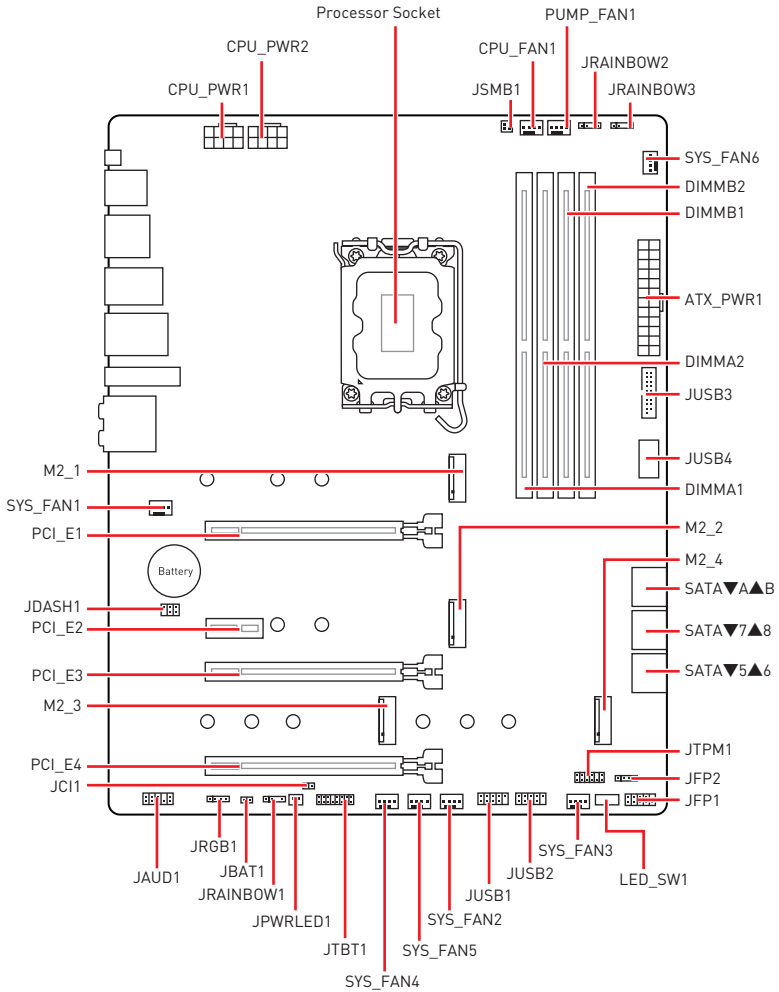 Processor Socket
PUMP_FAN1
CPU_PWR2
CPU_FAN1
JRAINBOW2
CPU_PWR1
JSMB1
JRAINBOW3
SYS_FAN6
DIMMB2
DIMMB1
ATX_PWR1
DIMMA2
JUSB3
JUSB4
M2_1
DIMMA1
SYS_FAN1
PCI_E1
M2_2
M2_4
Battery
SATA▼A▲B
JDASH1
PCI_E2
SATA▼7▲8
PCI_E3
SATA▼5▲6
M2_3
JTPM1
PCI_E4
JFP2
JCI1
JFP1
JRGB1
JBAT1
JAUD1
JRAINBOW1
JPWRLED1
JTBT1
SYS_FAN4
SYS_FAN5
SYS_FAN2
JUSB1
JUSB2
SYS_FAN3
LED_SW1